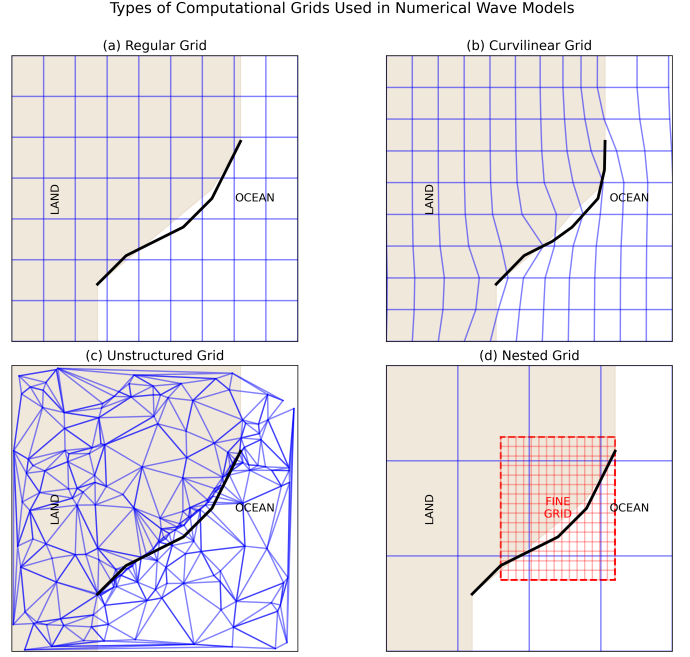 Types of Computational Grids Used in Numerical Wave Models
(a) Regular Grid
LAND
OCEAN
(b) Curvilinear Grid
LAND
OCEAN
(c) Unstructured Grid
LAND
OCEAN
(d) Nested Grid
LAND
FINE
GRID
OCEAN